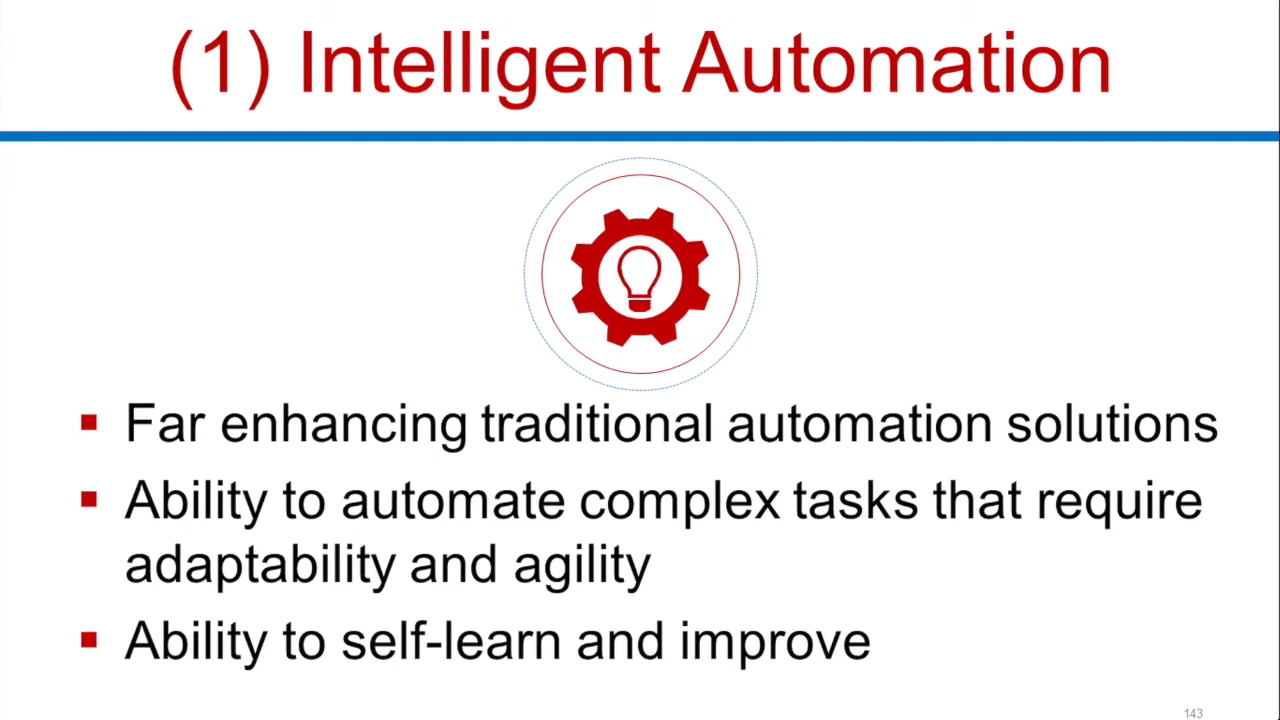 (1) Intelligent Automation
▪ Far enhancing traditional automation solutions
▪ Ability to automate complex tasks that require
adaptability and agility
▪ Ability to self-learn and improve
143